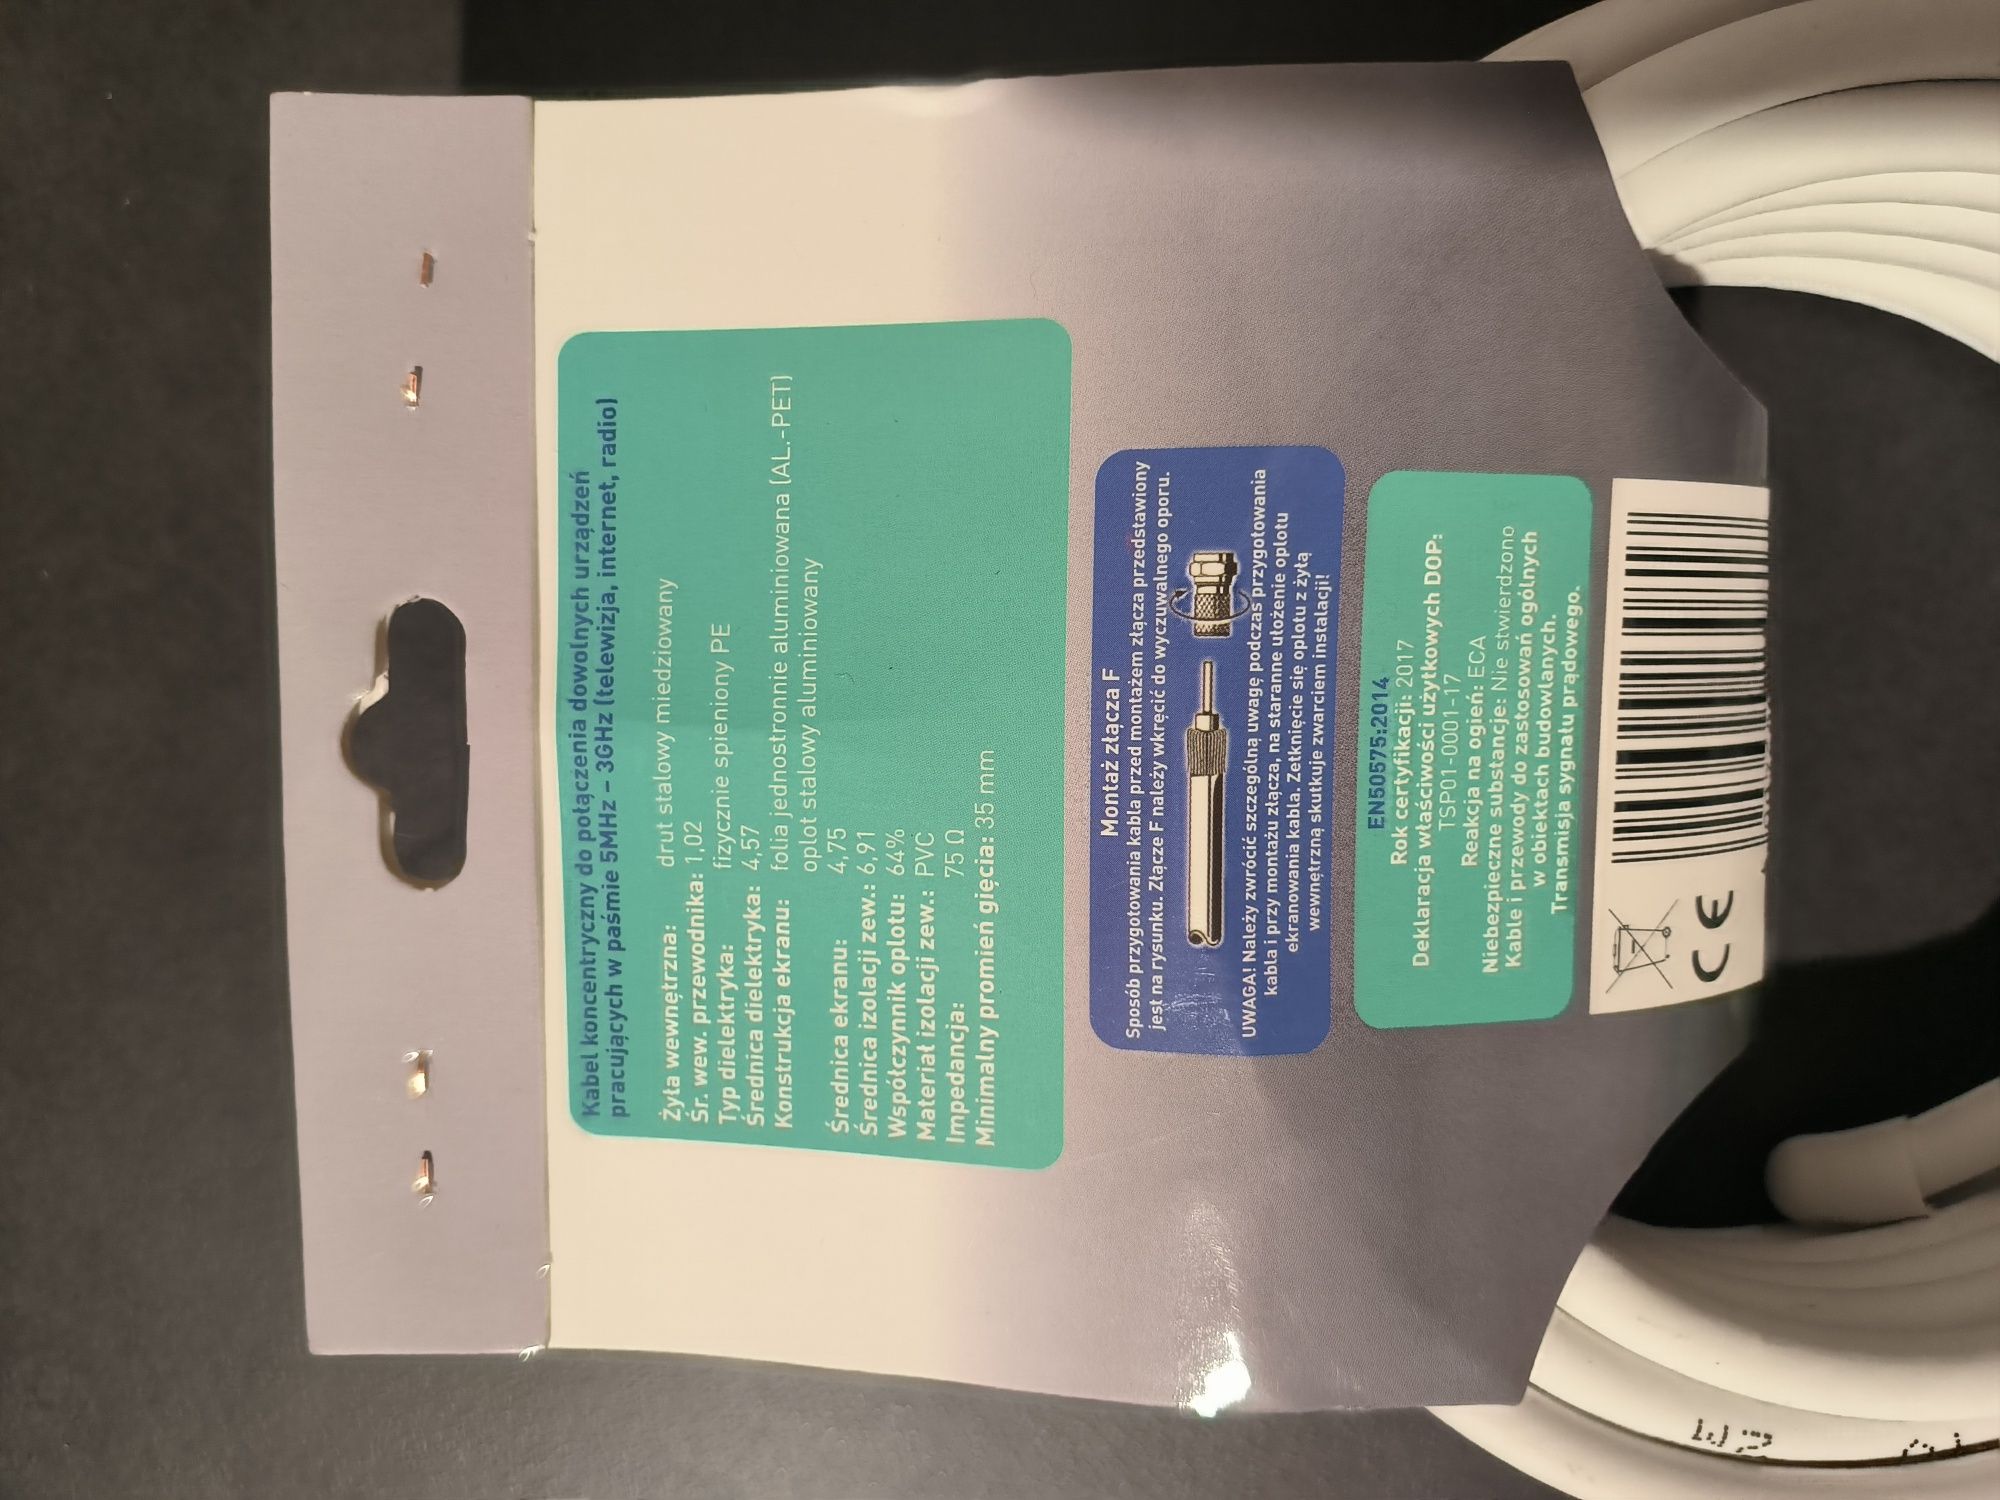 Kabel koncentryczny do połączenia dowolnych urządzeń
pracujących w paśmie 5MHz – 3GHz (telewizja, internet, radio)
Żyła wewnętrzna: drut stalowy miedziowany
Śr. wew. przewodnika: 1,02
Typ dielektryka: fizycznie spieniony PE
Średnica dielektryka: 4,57
Konstrukcja ekranu: folia jednostronnie aluminiowana (AL.-PET)
oplot stalowy aluminiowany
Średnica ekranu: 4,75
Średnica izolacji zew.: 6,91
Współczynnik oplotu: 64%
Materiał izolacji zew.: PVC
Impedancja: 75 Ω
Minimalny promień gięcia: 35 mm
Montaż złącza F
Sposób przygotowania kabla przed montażem złącza przedstawiony
jest na rysunku. Złącze F należy wkręcić do wyczuwalnego oporu.
UWAGA! Należy zwrócić szczególną uwagę podczas przygotowania
kabla i przy montażu złącza, na staranne ułożenie oplotu
ekranowania kabla. Zetknięcie się oplotu z żyłą
wewnętrzną skutkuje zwarciem instalacji!
EN50575:2014
Rok certyfikacji: 2017
Deklaracja właściwości użytkowych DOP:
TSP01-0001-17
Reakcja na ogień: ECA
Niebezpieczne substancje: Nie stwierdzono
Kable i przewody do zastosowań ogólnych
w obiektach budowlanych.
Transmisja sygnału prądowego.
CE